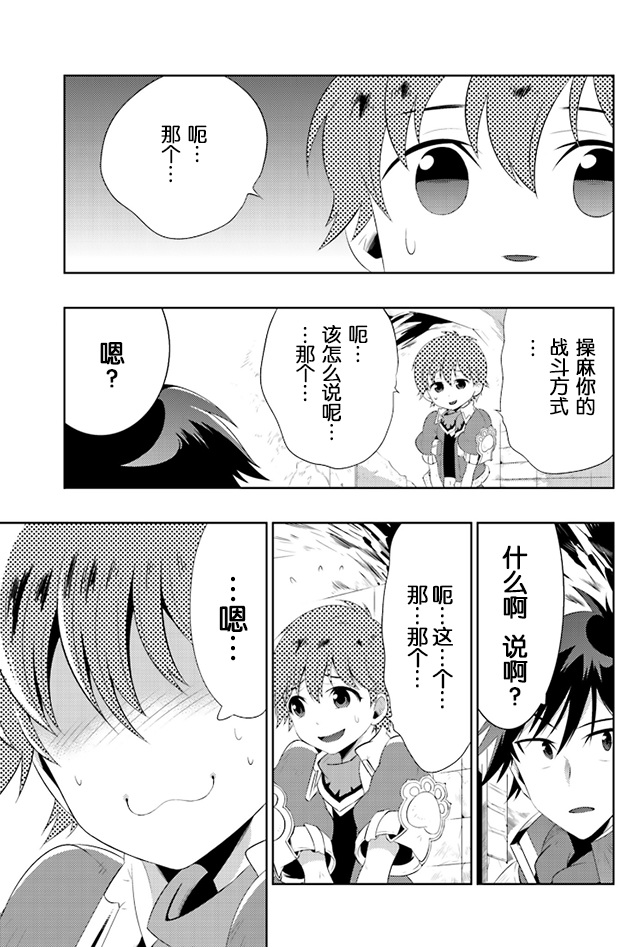 呃…
那个…
操麻你的
战斗方式
…
呃…
该怎么说呢…
…那个…
嗯？
什么啊 说啊？
呃…这…个…
那…那个…
…嗯…